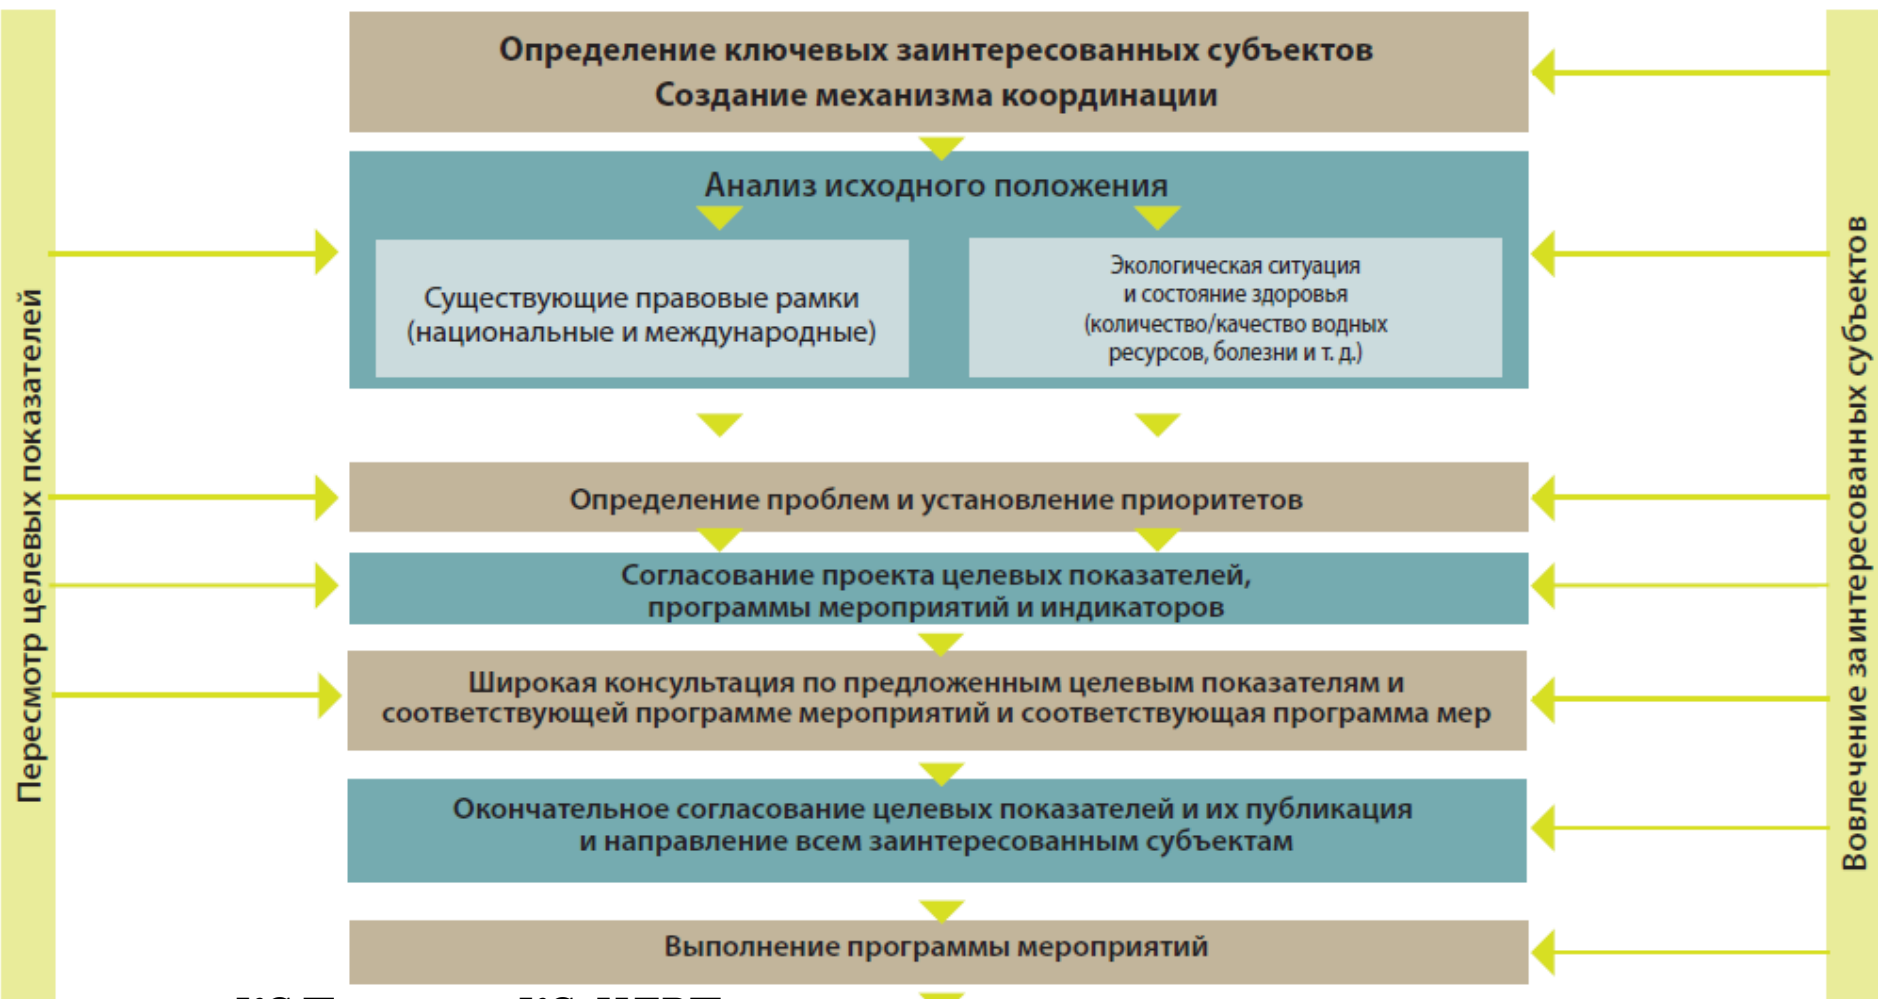 Определение ключевых заинтересованных субъектов
Создание механизма координации
Анализ исходного положения
Существующие правовые рамки
(национальные и международные)
Экологическая ситуация
и состояние здоровья
(количество/качество водных
ресурсов, болезни и т. д.)
Определение проблем и установление приоритетов
Согласование проекта целевых показателей,
программы мероприятий и индикаторов
Широкая консультация по предложенным целевым показателям и
соответствующей программе мероприятий и соответствующая программа мер
Окончательное согласование целевых показателей и их публикация
и направление всем заинтересованным субъектам
Выполнение программы мероприятий
Пересмотр целевых показателей
Вовлечение заинтересованных субъектов